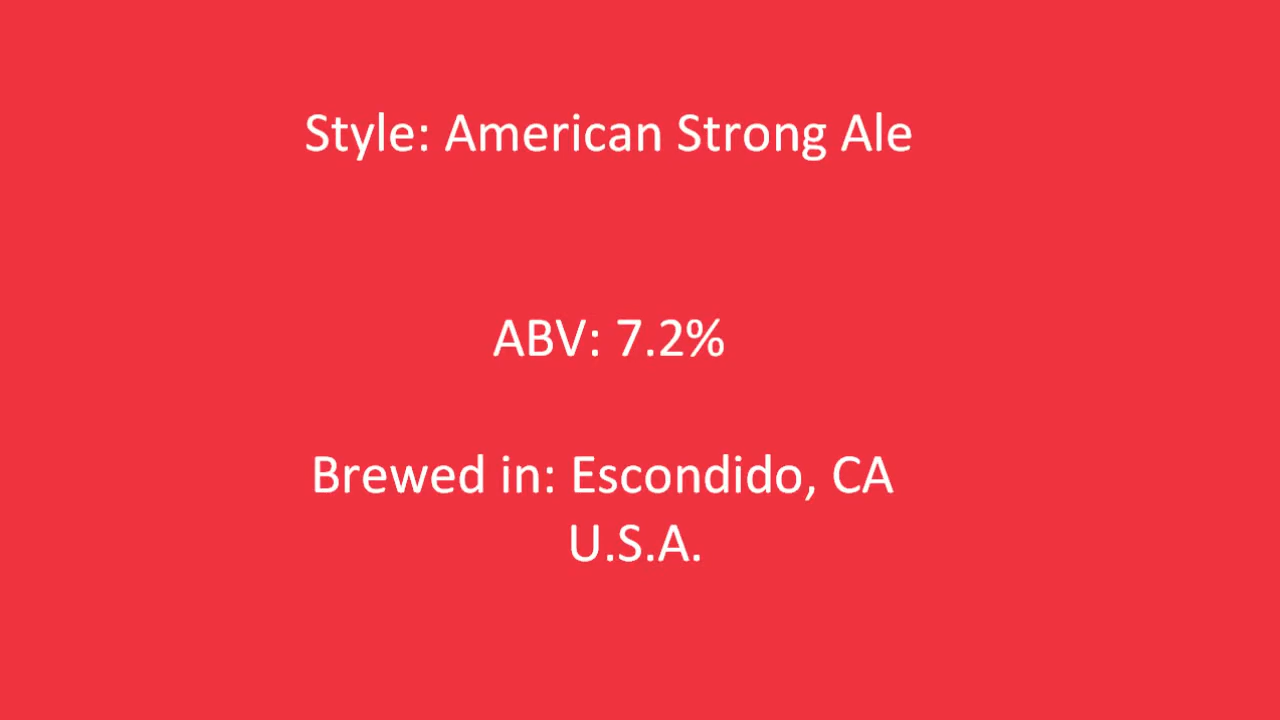 Style: American Strong Ale
ABV: 7.2%
Brewed in: Escondido, CA
U.S.A.